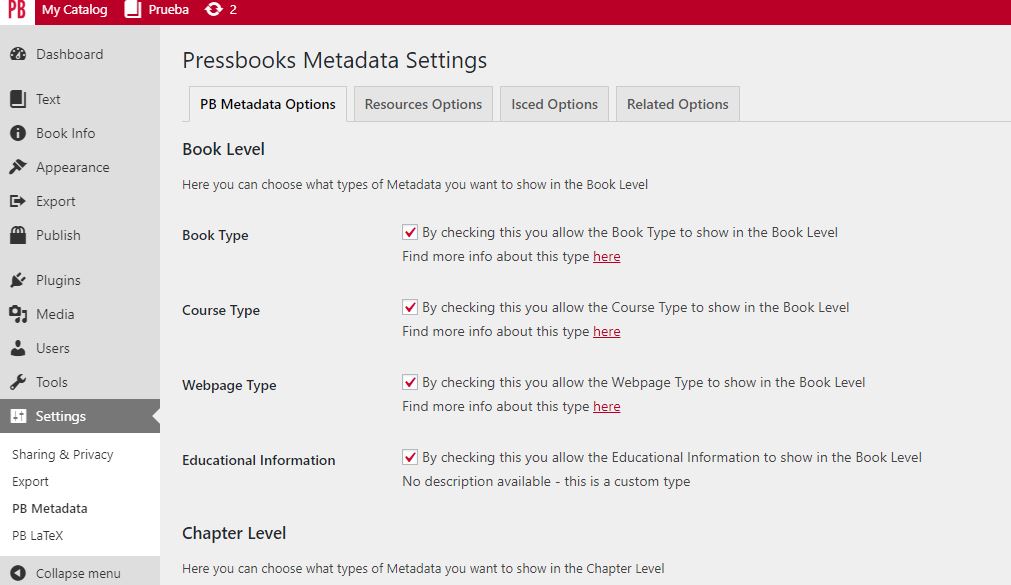 PB My Catalog Prueba 2
Dashboard
Text
Book Info
Appearance
Export
Publish
Plugins
Media
Users
Tools
Settings
Sharing & Privacy
Export
PB Metadata
PB LaTeX
Collapse menu
Pressbooks Metadata Settings
PB Metadata Options Resources Options Isced Options Related Options
Book Level
Here you can choose what types of Metadata you want to show in the Book Level
Book Type By checking this you allow the Book Type to show in the Book Level
Find more info about this type here
Course Type By checking this you allow the Course Type to show in the Book Level
Find more info about this type here
Webpage Type By checking this you allow the Webpage Type to show in the Book Level
Find more info about this type here
Educational Information By checking this you allow the Educational Information to show in the Book Level
No description available - this is a custom type
Chapter Level
Here you can choose what types of Metadata you want to show in the Chapter Level